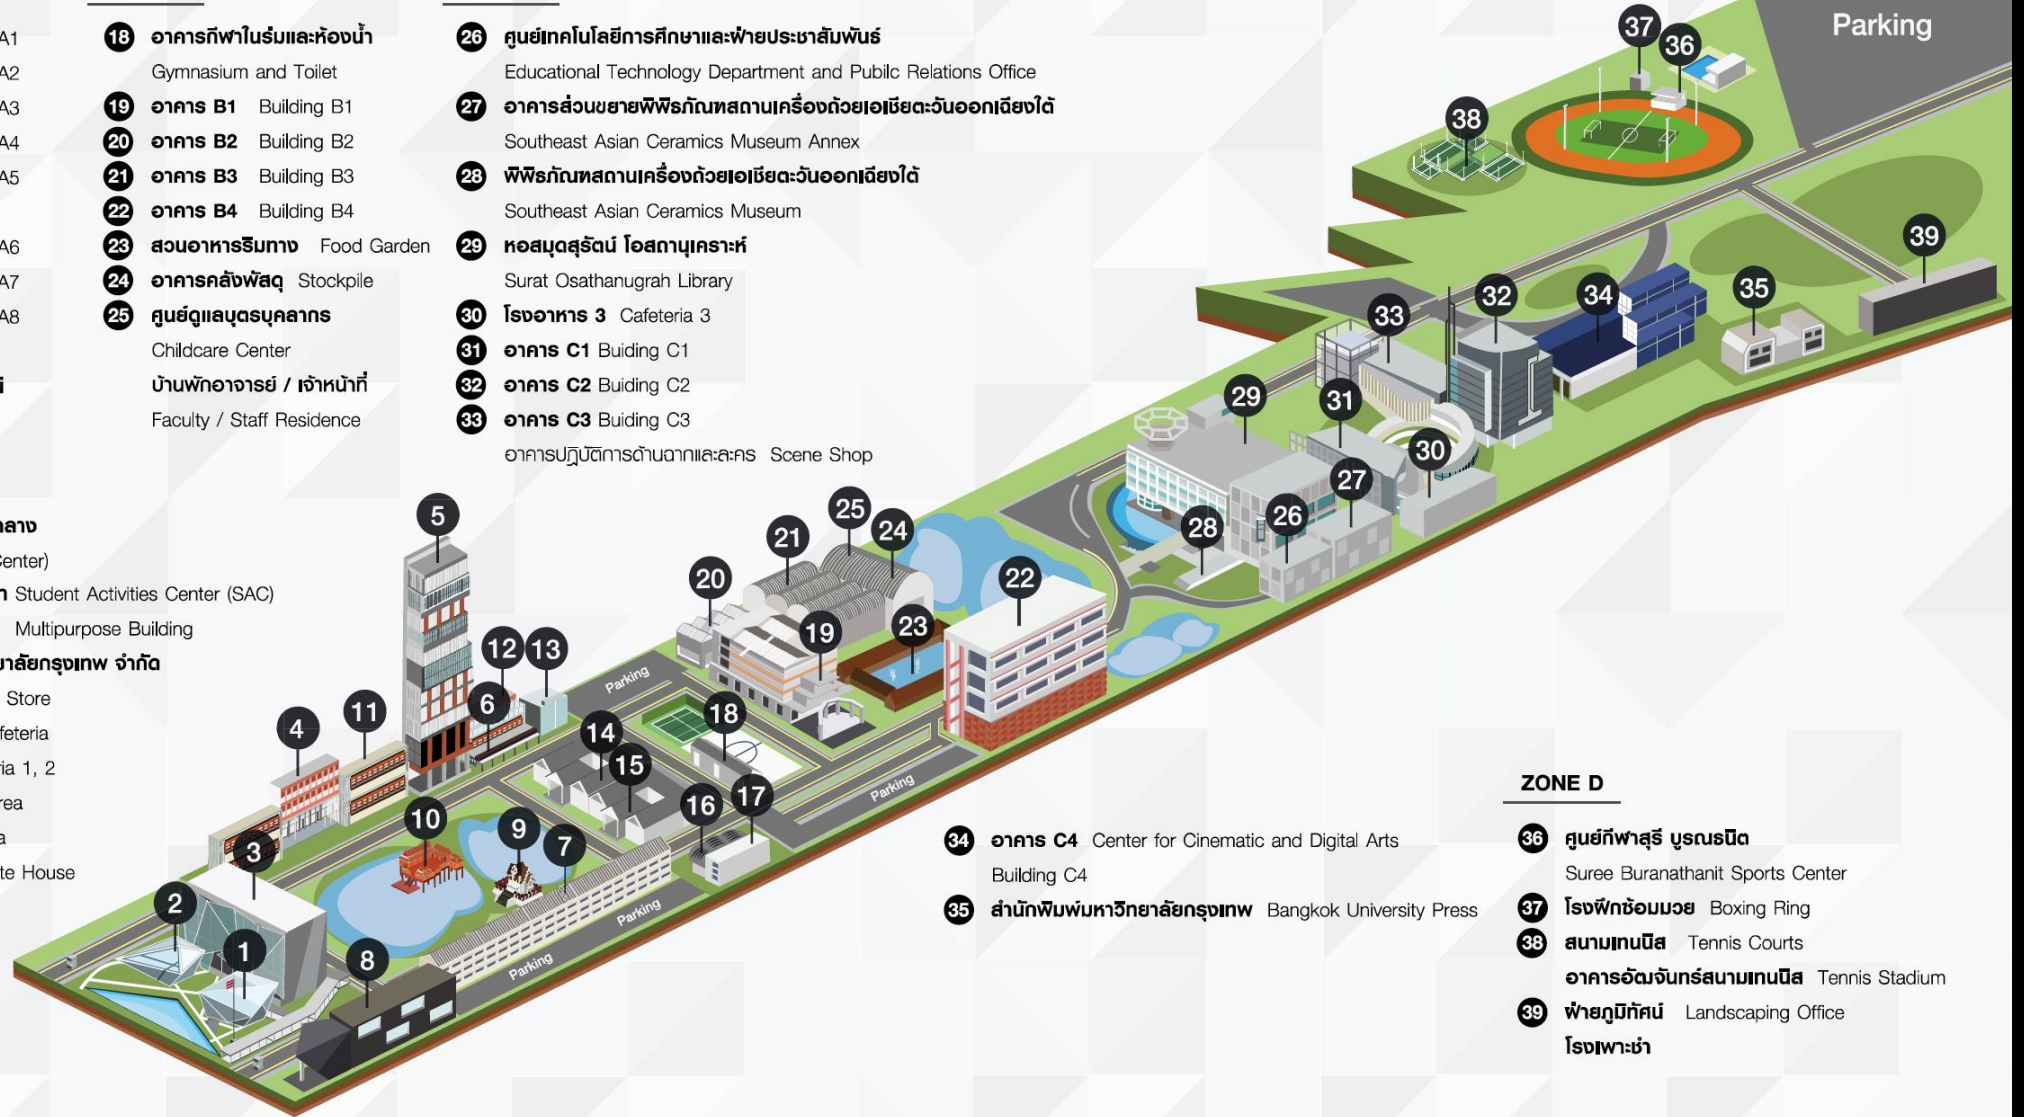 A1
A2
A3
A4
A5
A6
A7
A8
กลาง
Center)
Student Activities Center (SAC)
Multipurpose Building
ยาลัยกรุงเทพ จำกัด
Store
feteria
ria 1, 2
rea
a
te House
18 อาคารกีฬาในร่มและห้องน้ำ
Gymnasium and Toilet
19 อาคาร B1 Building B1
20 อาคาร B2 Building B2
21 อาคาร B3 Building B3
22 อาคาร B4 Building B4
23 สวนอาหารริมทาง Food Garden
24 อาคารคลังพัสดุ Stockpile
25 ศูนย์ดูแลบุตรบุคลากร
Childcare Center
บ้านพักอาจารย์ / เจ้าหน้าที่
Faculty / Staff Residence
26 ศูนย์เทคโนโลยีการศึกษาและฝ่ายประชาสัมพันธ์
Educational Technology Department and Public Relations Office
27 อาคารส่วนขยายพิพิธภัณฑสถานเครื่องถ้วยเอเชียตะวันออกเฉียงใต้
Southeast Asian Ceramics Museum Annex
28 พิพิธภัณฑสถานเครื่องถ้วยเอเชียตะวันออกเฉียงใต้
Southeast Asian Ceramics Museum
29 หอสมุดสุรัตน์ โอสถานุเคราะห์
Surat Osathanugrah Library
30 โรงอาหาร 3 Cafeteria 3
31 อาคาร C1 Buiding C1
32 อาคาร C2 Buiding C2
33 อาคาร C3 Buiding C3
อาคารปฏิบัติการด้านฉากและละคร Scene Shop
34 อาคาร C4 Center for Cinematic and Digital Arts
Building C4
35 สำนักพิมพ์มหาวิทยาลัยกรุงเทพ Bangkok University Press
ZONE D
36 ศูนย์กีฬาสุรี บูรณธนิต
Suree Buranathanit Sports Center
37 โรงฝึกซ้อมมวย Boxing Ring
38 สนามเทนนิส Tennis Courts
อาคารอัฒจันทร์สนามเทนนิส Tennis Stadium
39 ฝ่ายภูมิทัศน์ Landscaping Office
โรงเพาะชำ
Parking
37
36
38
39
35
34
32
33
31
29
30
27
26
28
25
24
21
20
22
23
19
5
12
13
Parking
6
18
11
4
14
15
Parking
17
16
10
9
7
Parking
3
2
1
8
Parking